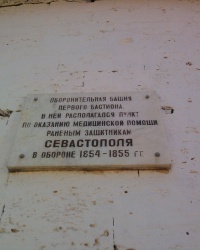 ОБОРОНИТЕЛЬНАЯ БАШНЯ
ПЕРВОГО БАСТИОНА
В НЕЙ РАСПОЛАГАЛСЯ ПУНКТ
ПО ОКАЗАНИЮ МЕДИЦИНСКОЙ ПОМОЩИ
РАНЕНЫМ ЗАЩИТНИКАМ
СЕВАСТОПОЛЯ
В ОБОРОНЕ 1854-1855 ГГ.